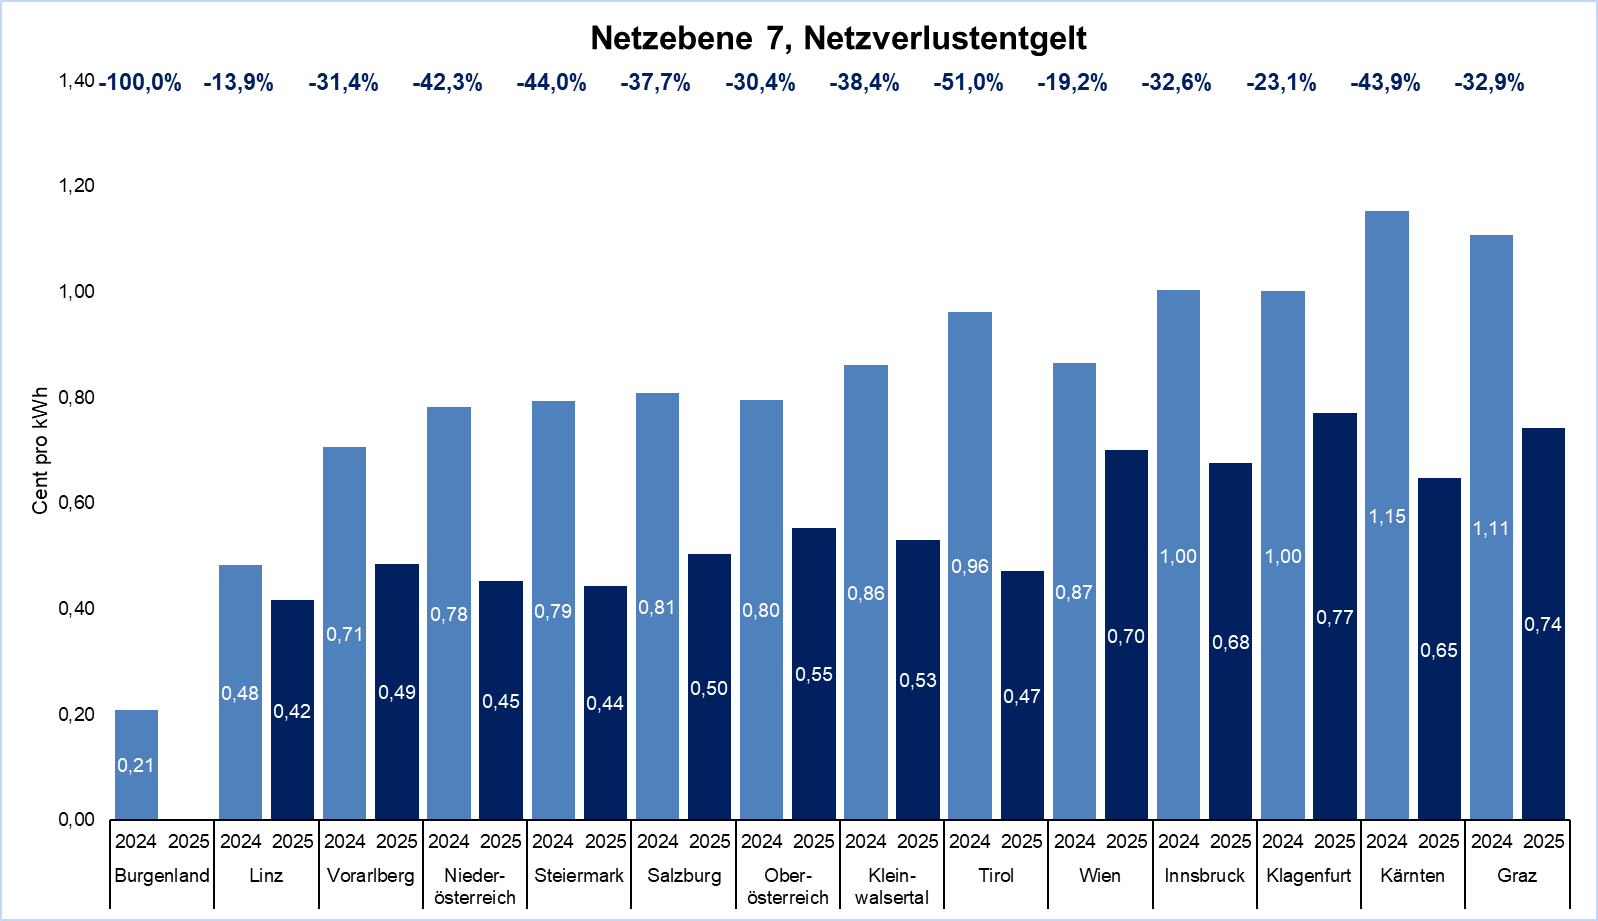 Netzebene 7, Netzverlustentgelt
1,40 -100,0% -13,9% -31,4% -42,3% -44,0% -37,7% -30,4% -38,4% -51,0% -19,2% -32,6% -23,1% -43,9% -32,9%
1,20
1,00
0,80
0,60
0,40
0,20
0,00
Cent pro kWh
0,21
0,48 0,42
0,71 0,49
0,78 0,45
0,79 0,44
0,81 0,50
0,80 0,55
0,86 0,53
0,96 0,47
0,87 0,70
1,00 0,68
1,00 0,77
1,15 0,65
1,11 0,74
2024 2025 2024 2025 2024 2025 2024 2025 2024 2025 2024 2025 2024 2025 2024 2025 2024 2025 2024 2025 2024 2025 2024 2025 2024 2025 2024 2025
Burgenland
Linz
Vorarlberg
Nieder-
österreich
Steiermark
Salzburg
Ober-
österreich
Klein-
walsertal
Tirol
Wien
Innsbruck
Klagenfurt
Kärnten
Graz